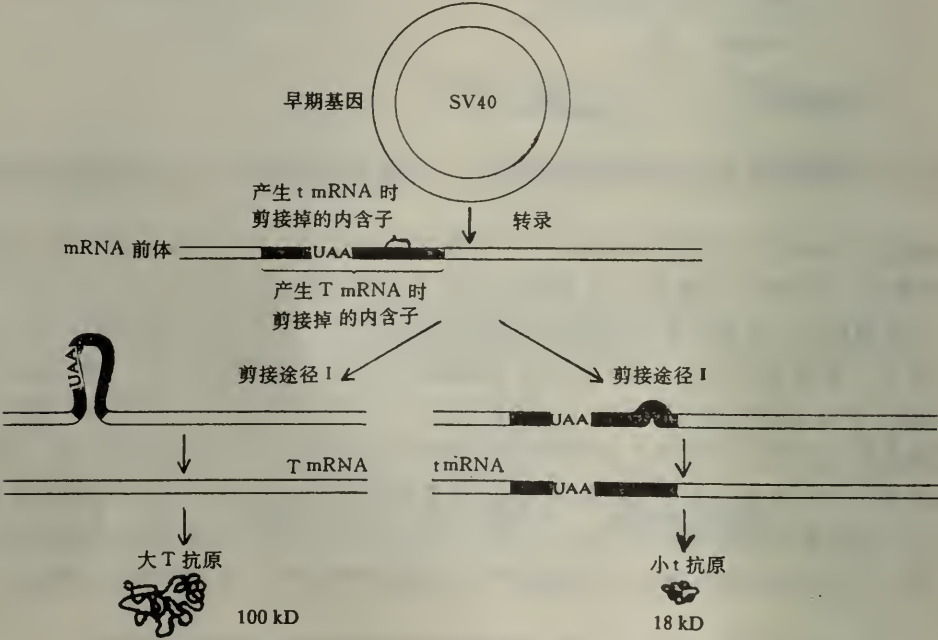 早期基因
SV40
产生 t mRNA 时
剪接掉的内含子
转录
mRNA 前体
UAA
产生 T mRNA 时
剪接掉 的内含子
UAA
剪接途径 I
剪接途径 I
UAA
T mRNA
t mRNA
UAA
大 T 抗原
小 t 抗原
100 kD
18 kD